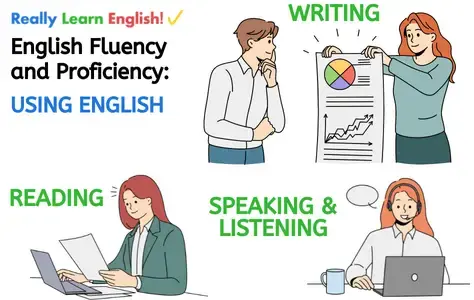 Really Learn English!
English Fluency
and Proficiency:
USING ENGLISH
WRITING
READING
SPEAKING &
LISTENING